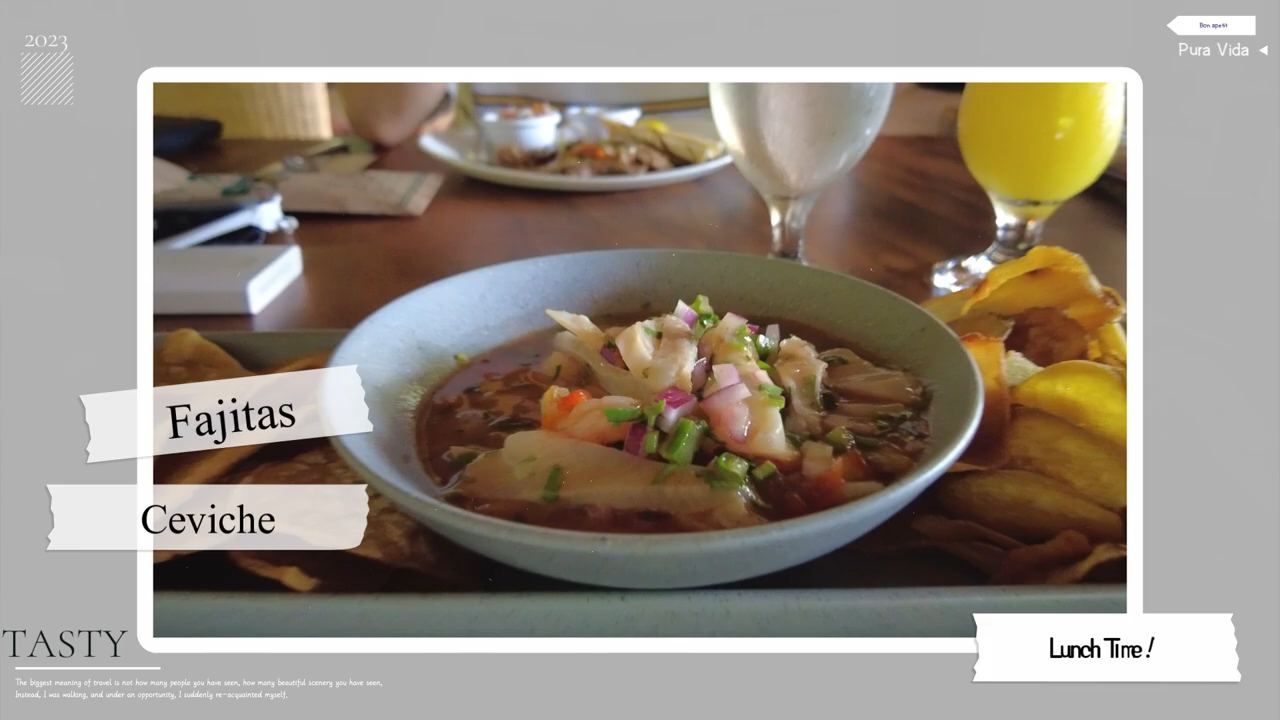 2023
Bon apetit
Pura Vida
Fajitas
Ceviche
TASTY
Lunch Time!
The biggest meaning of travel is not how many people you have seen, how many beautiful scenery you have seen,
Instead, I was walking, and under an opportunity, I suddenly re-acquainted myself.